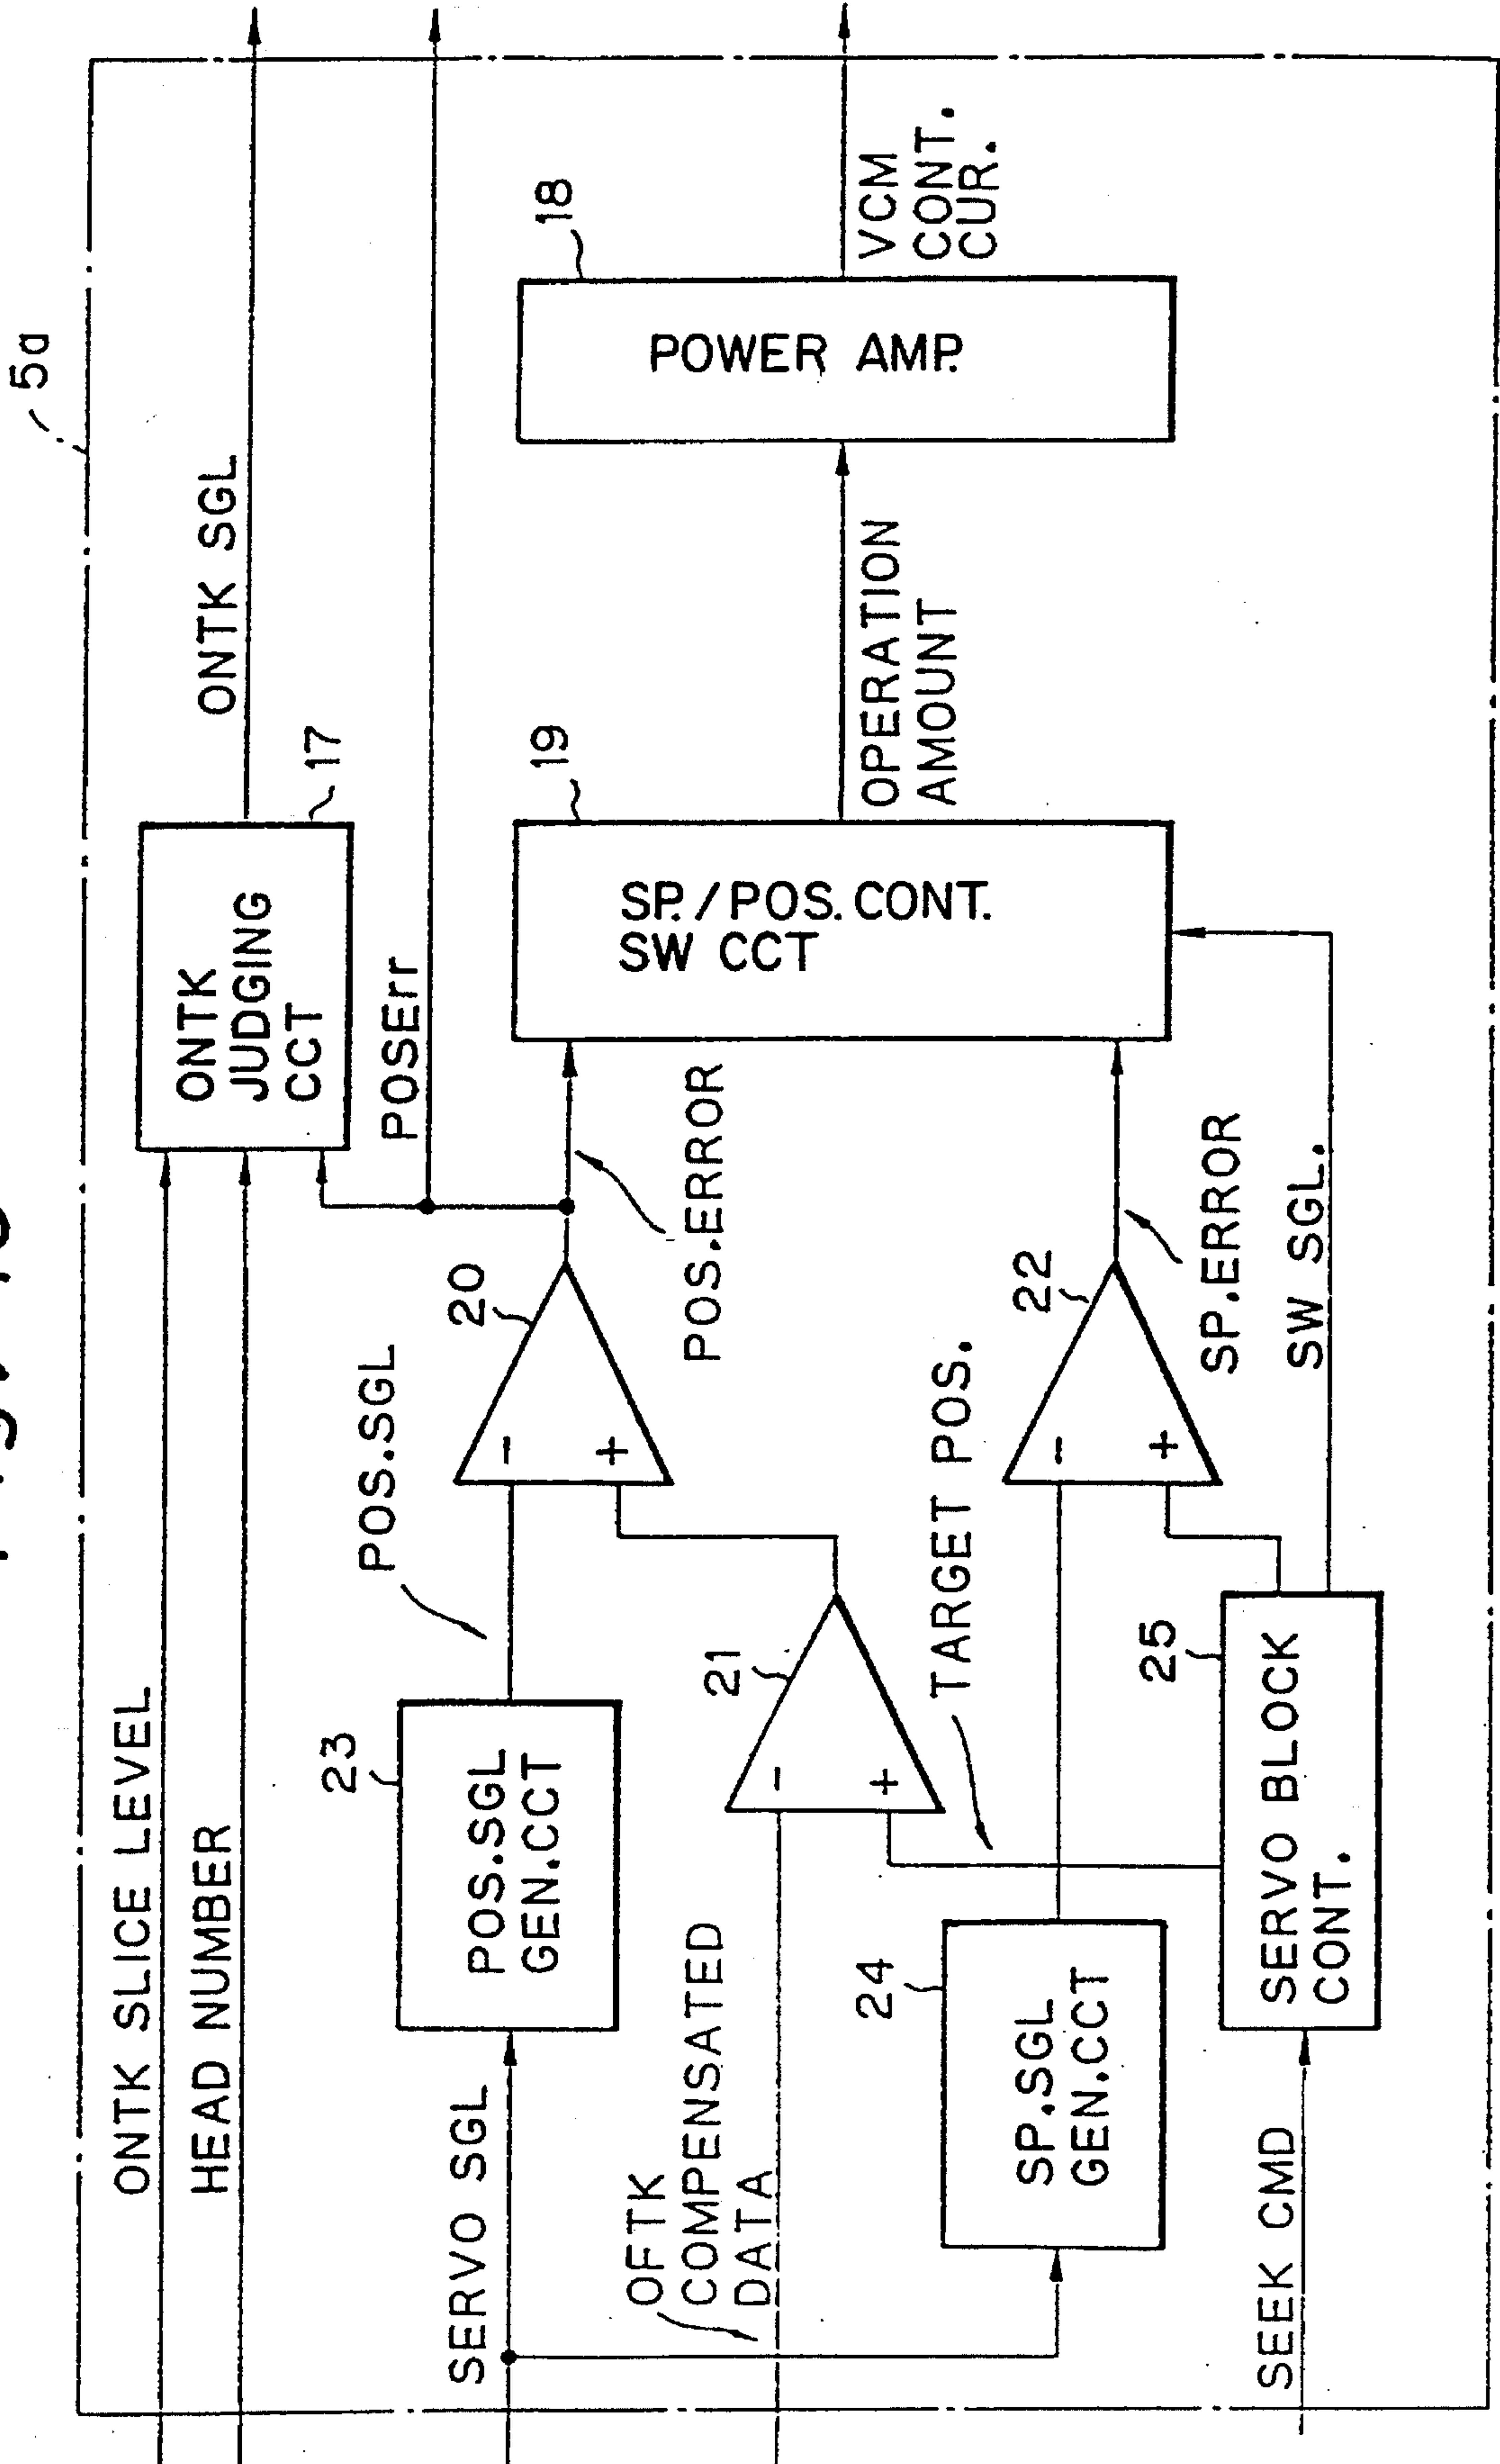 5a
ONTK SLICE LEVEL
HEAD NUMBER
ONTK
JUDGING
CCT
17
ONTK SGL
POSErr
SERVO SGL
23
POS.SGL
GEN.CCT
POS.SGL
20
-
+
POS.ERROR
OFTK
COMPENSATED
DATA
21
-
+
TARGET POS.
24
SP.SGL
GEN.CCT
22
-
+
SP.ERROR
SW SGL.
SEEK CMD
25
SERVO BLOCK
CONT.
19
SP./POS.CONT.
SW CCT
OPERATION
AMOUNT
18
POWER AMP.
VCM
CONT.
CUR.